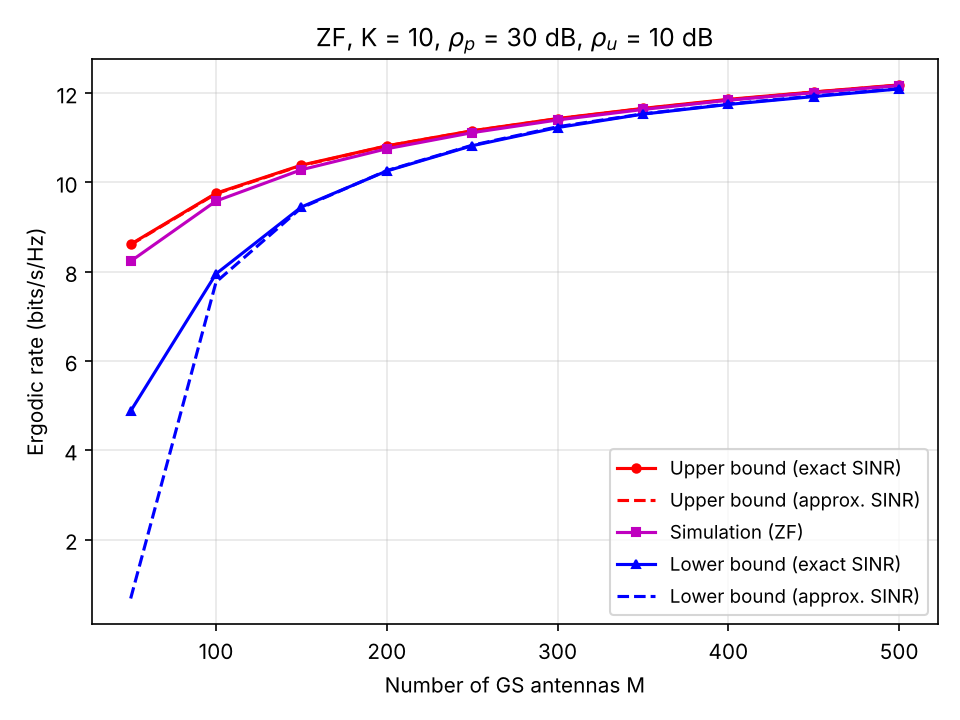 ZF, K = 10, ρp = 30 dB, ρu = 10 dB
Ergodic rate (bits/s/Hz)
12
10
8
6
4
2
100
200
300
400
500
Number of GS antennas M
Upper bound (exact SINR)
Upper bound (approx. SINR)
Simulation (ZF)
Lower bound (exact SINR)
Lower bound (approx. SINR)